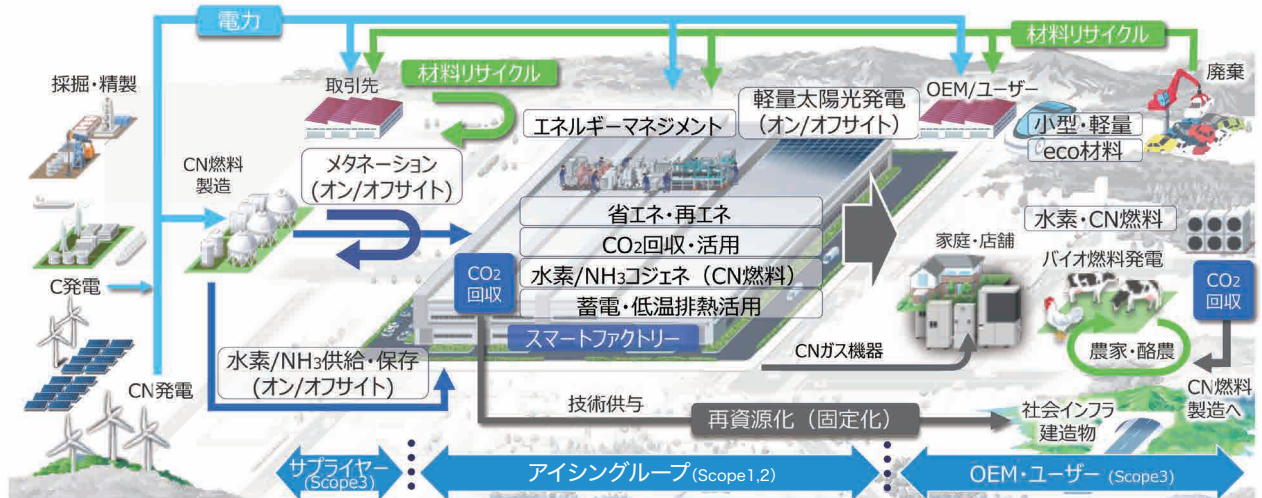 電力
材料リサイクル
採掘・精製
取引先
材料リサイクル
OEM/ユーザー
廃棄
軽量太陽光発電
(オン/オフサイト)
エネルギーマネジメント
小型・軽量
eco材料
CN燃料
製造
メタネーション
(オン/オフサイト)
省エネ・再エネ
CO2回収・活用
水素/NH3コジェネ（CN燃料）
蓄電・低温排熱活用
CO2
回収
スマートファクトリー
家庭・店舗
水素・CN燃料
バイオ燃料発電
CO2
回収
農家・酪農
C発電
CN発電
水素/NH3供給・保存
(オン/オフサイト)
CNガス機器
CN燃料
製造へ
技術供与
再資源化（固定化）
社会インフラ
建造物
サプライヤー
(Scope3)
アイシングループ(Scope1,2)
OEM・ユーザー (Scope3)